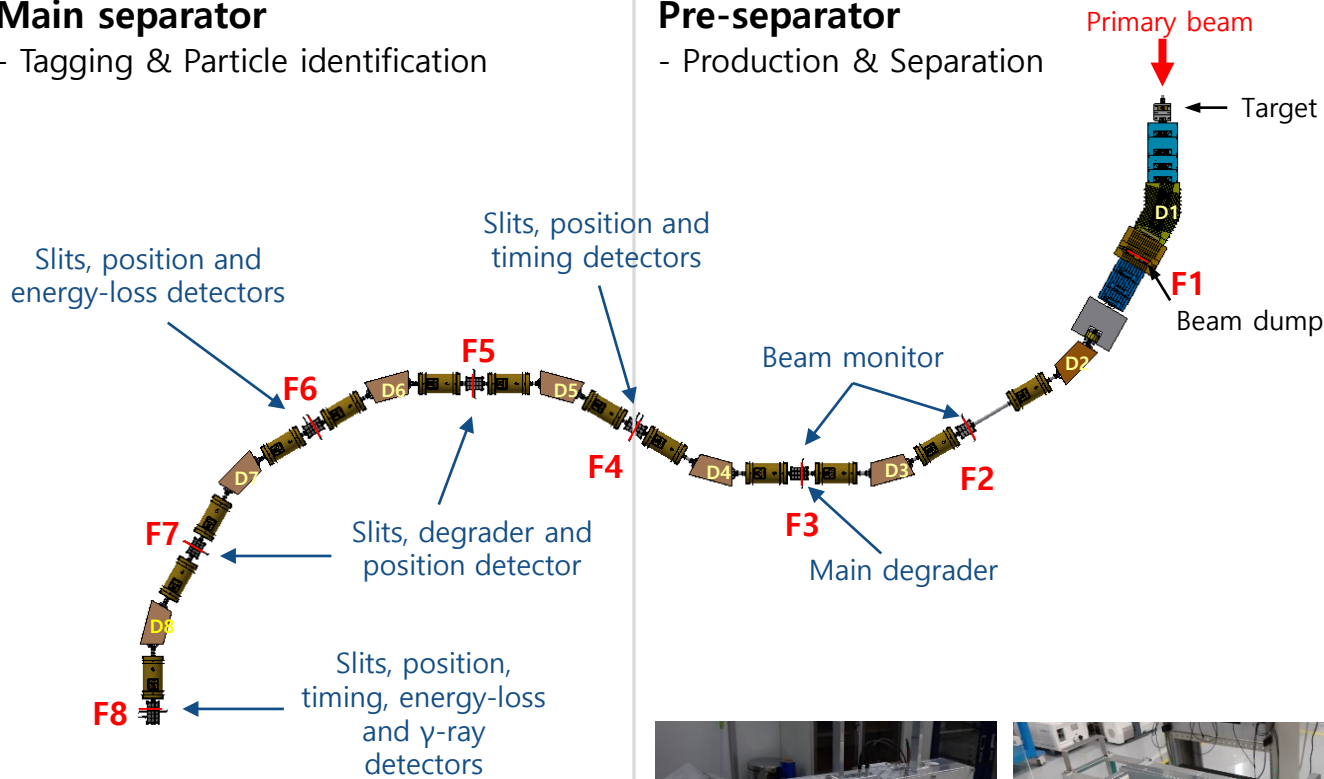 Main separator
- Tagging & Particle identification
Pre-separator
- Production & Separation
Primary beam
Target
D1
F1
Beam dump
D2
Slits, position and
timing detectors
Slits, position and
energy-loss detectors
Beam monitor
F5
F6
D6
D5
F4
D4
D3
F2
F3
D7
Main degrader
F7
Slits, degrader and
position detector
D8
Slits, position,
timing, energy-loss
and γ-ray
detectors
F8